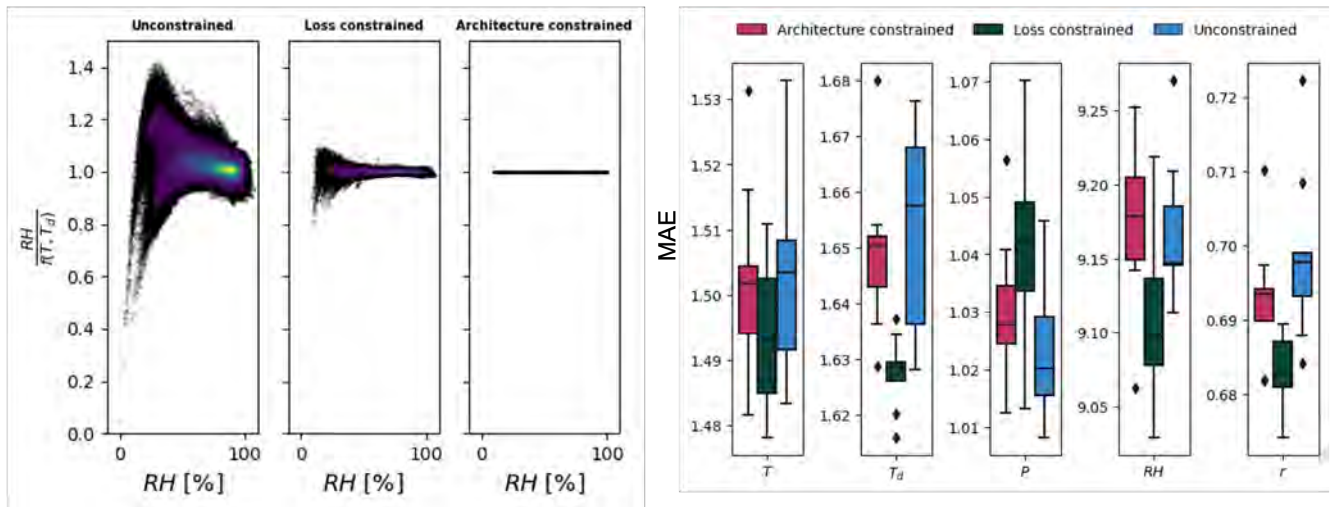 Unconstrained
Loss constrained
Architecture constrained
1.4
1.2
1.0
0.8
0.6
0.4
0.2
0.0
RH
f(T, T_d)
0 100
0 100
0 100
RH [%]
RH [%]
RH [%]
Architecture constrained Loss constrained Unconstrained
MAE
1.53
1.52
1.51
1.50
1.49
1.48
T
1.68
1.67
1.66
1.65
1.64
1.63
1.62
T_d
1.07
1.06
1.05
1.04
1.03
1.02
1.01
P
9.25
9.20
9.15
9.10
9.05
RH
0.72
0.71
0.70
0.69
0.68
r